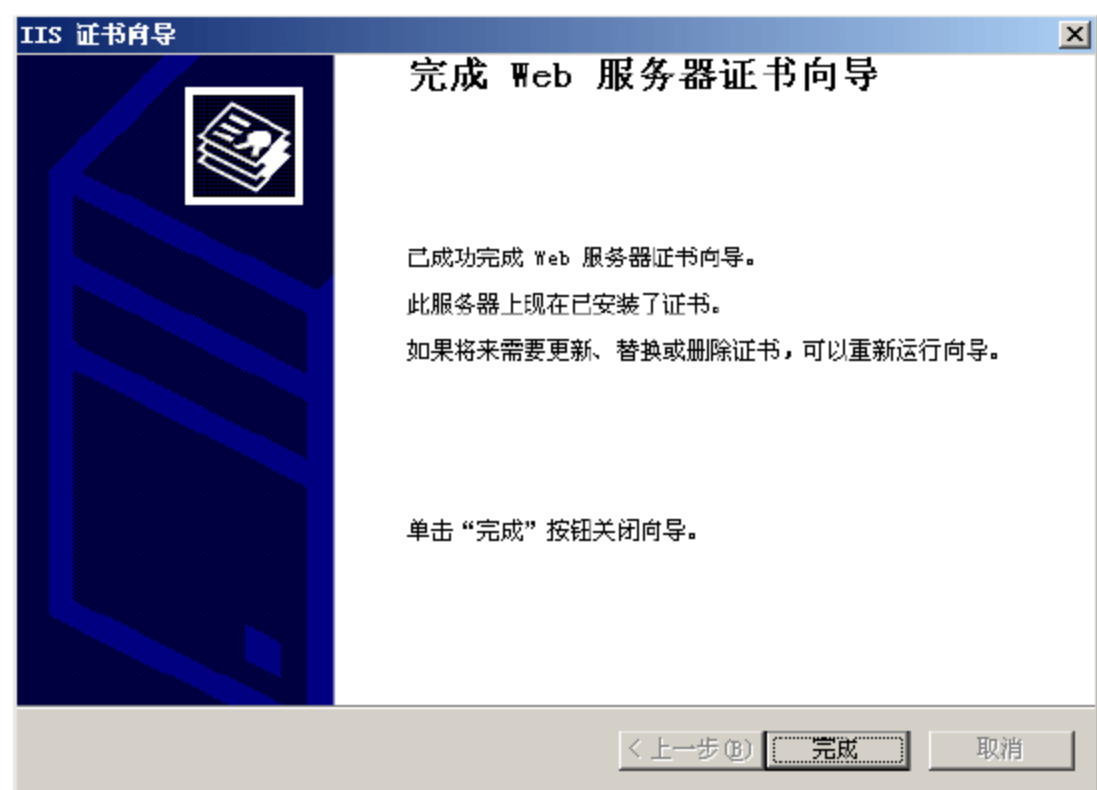 IIS 证书向导
完成 Web 服务器证书向导
已成功完成 Web 服务器证书向导。
此服务器上现在已安装了证书。
如果将来需要更新、替换或删除证书，可以重新运行向导。
单击“完成”按钮关闭向导。
< 上一步(B) 完成 取消